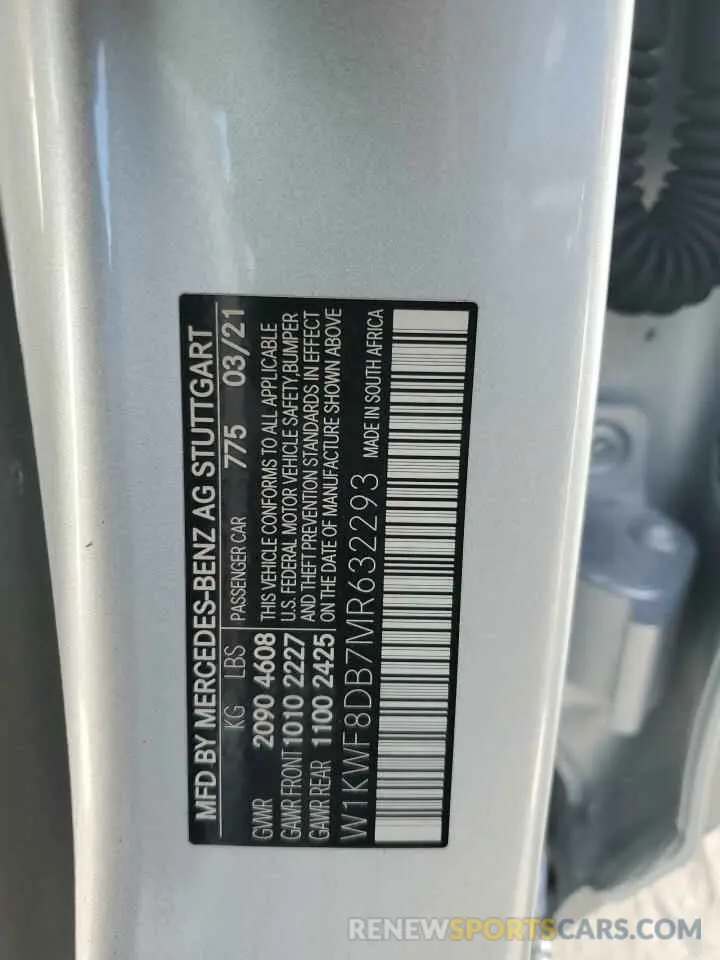 MFD BY MERCEDES-BENZ AG STUTTGART
KG LBS PASSENGER CAR 775 03/21
GVWR 2090 4608 THIS VEHICLE CONFORMS TO ALL APPLICABLE
GAWR FRONT 1010 2227 U.S. FEDERAL MOTOR VEHICLE SAFETY,BUMPER
GAWR REAR 1100 2425 AND THEFT PREVENTION STANDARDS IN EFFECT
ON THE DATE OF MANUFACTURE SHOWN ABOVE
W1KWF8DB7MR632293 MADE IN SOUTH AFRICA
RENEWSPORTSCARS.COM